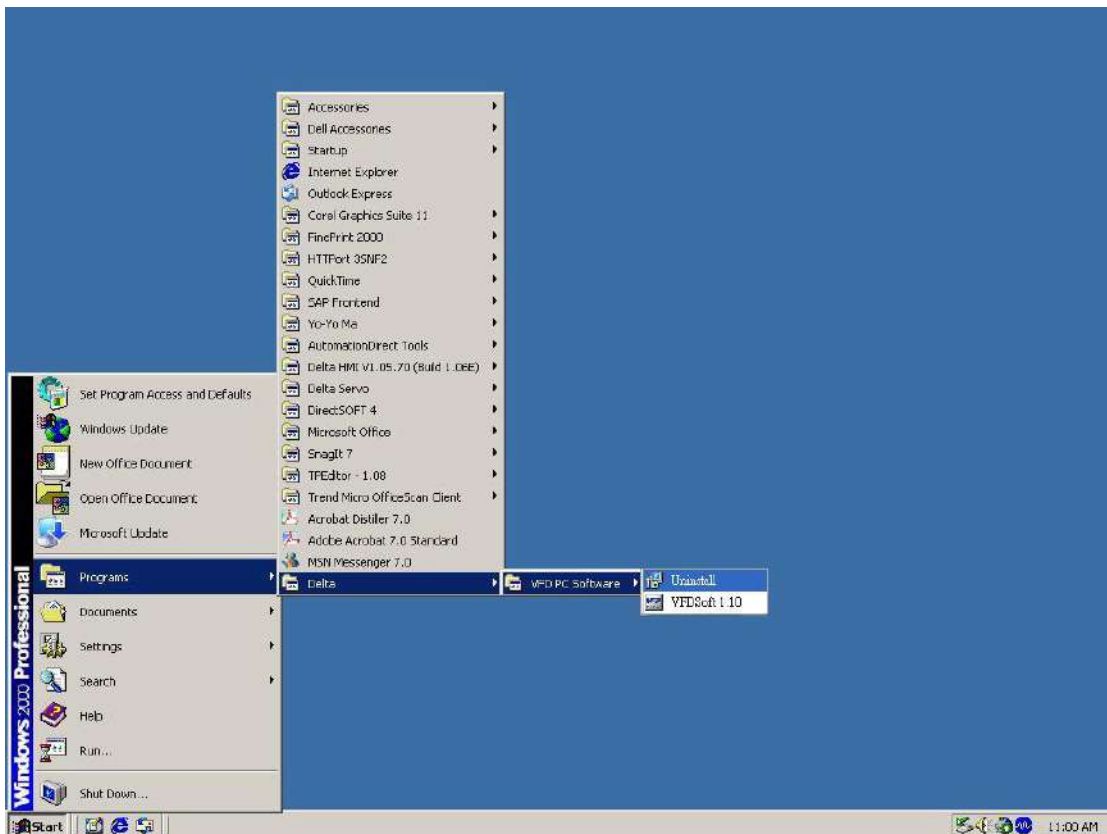 Accessories
Dell Accessories
Startup
Internet Explorer
Outlook Express
Corel Graphics Suite 11
FinePrint 2000
HTTPort 3SNF2
QuickTime
SAP Frontend
Yo-Yo Ma
AutomationDirect Tools
Delta HMI V1.05.70 (Build 1.06E)
Delta Servo
DirectSOFT 4
Microsoft Office
SnagIt 7
TPEditor - 1.08
Trend Micro OfficeScan Client
Acrobat Distiller 7.0
Adobe Acrobat 7.0 Standard
MSN Messenger 7.0
Delta
VFD PC Software
Uninstall
VFDSoft 1.10
Set Program Access and Defaults
Windows Update
New Office Document
Open Office Document
Microsoft Update
Programs
Documents
Settings
Search
Help
Run...
Shut Down...
Windows 2000 Professional
Start
11:00 AM